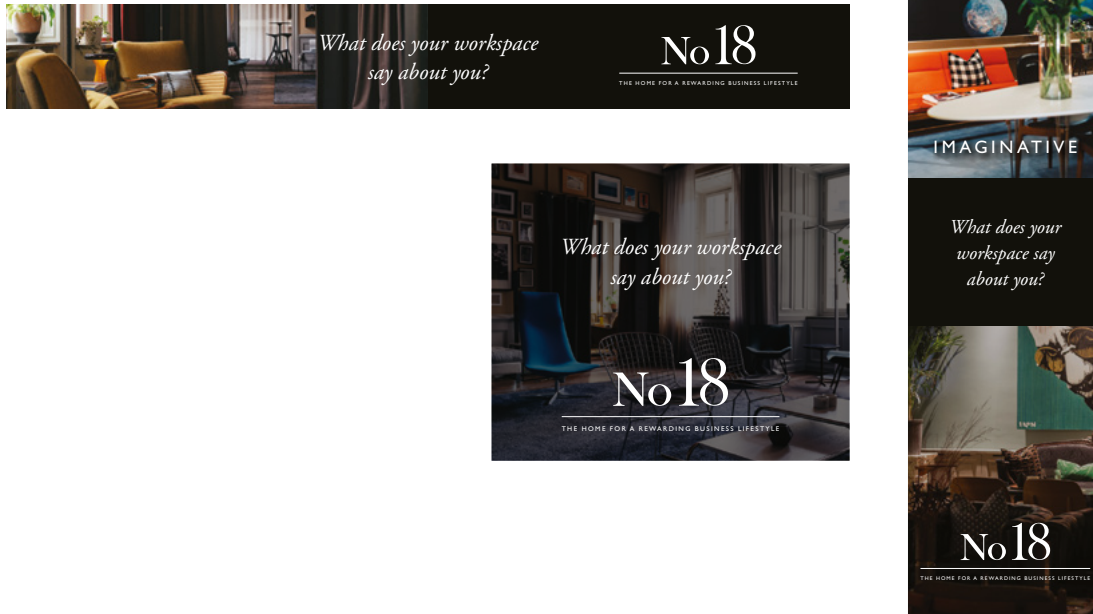 What does your workspace
say about you?
No18
THE HOME FOR A REWARDING BUSINESS LIFESTYLE
What does your workspace
say about you?
No18
THE HOME FOR A REWARDING BUSINESS LIFESTYLE
IMAGINATIVE
What does your
workspace say
about you?
No18
THE HOME FOR A REWARDING BUSINESS LIFESTYLE